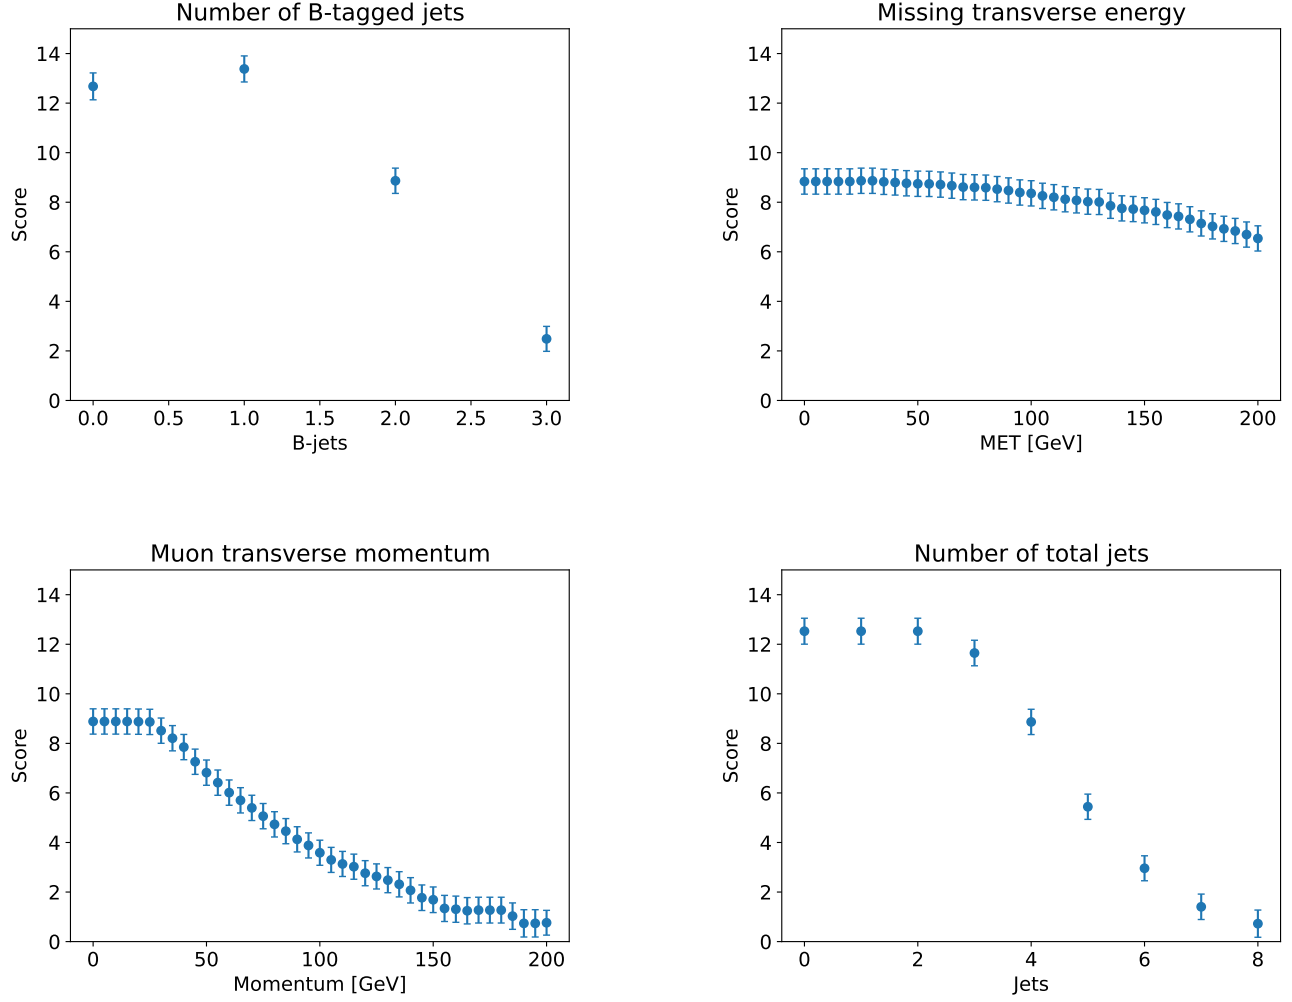 Number of B-tagged jets
Score
0
2
4
6
8
10
12
14
0.0 0.5 1.0 1.5 2.0 2.5 3.0
B-jets
Missing transverse energy
Score
0
2
4
6
8
10
12
14
0 50 100 150 200
MET [GeV]
Muon transverse momentum
Score
0
2
4
6
8
10
12
14
0 50 100 150 200
Momentum [GeV]
Number of total jets
Score
0
2
4
6
8
10
12
14
0 2 4 6 8
Jets